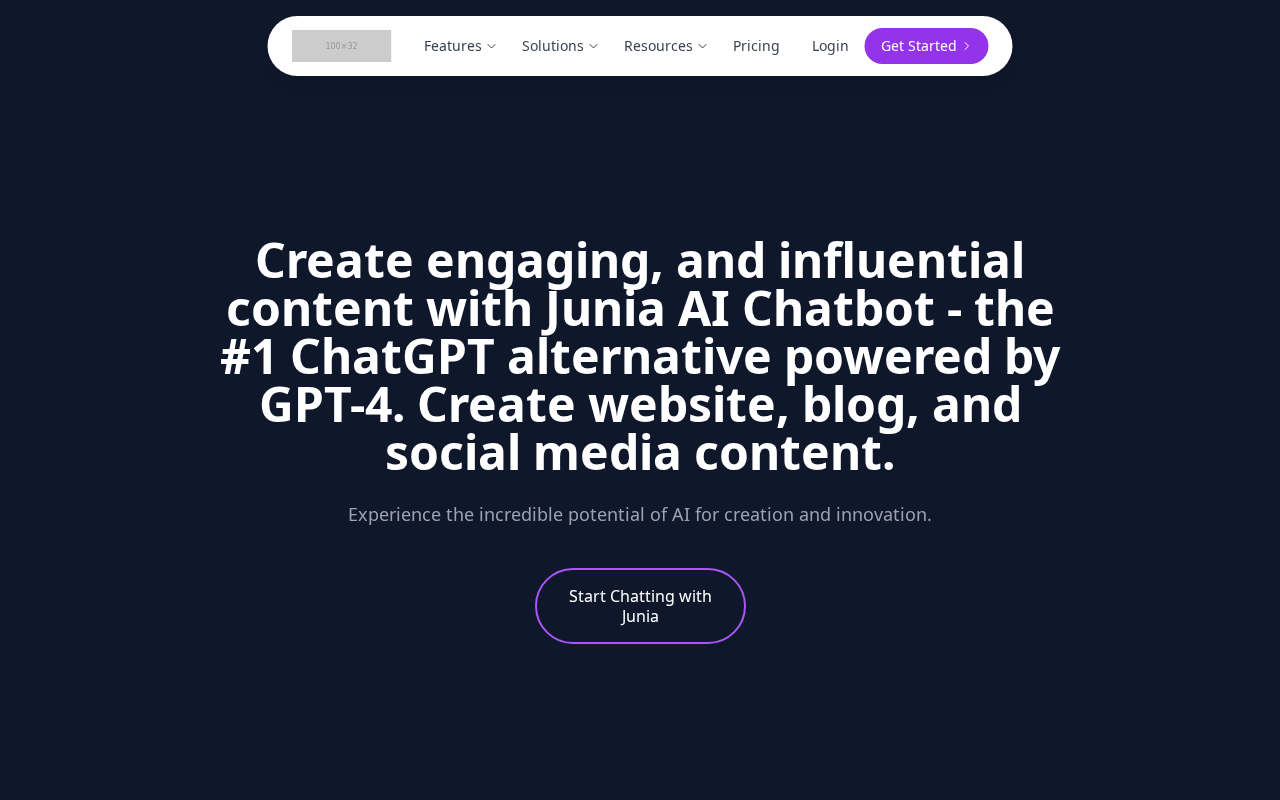 100×32
Features
Solutions
Resources
Pricing
Login
Get Started
Create engaging, and influential
content with Junia AI Chatbot - the
#1 ChatGPT alternative powered by
GPT-4. Create website, blog, and
social media content.
Experience the incredible potential of AI for creation and innovation.
Start Chatting with
Junia